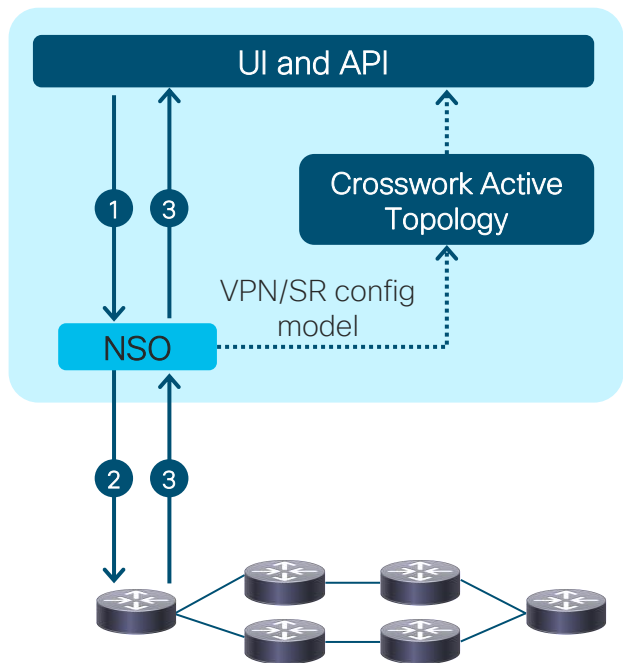 UI and API
Crosswork Active
Topology
1
3
VPN/SR config
model
NSO
2
3